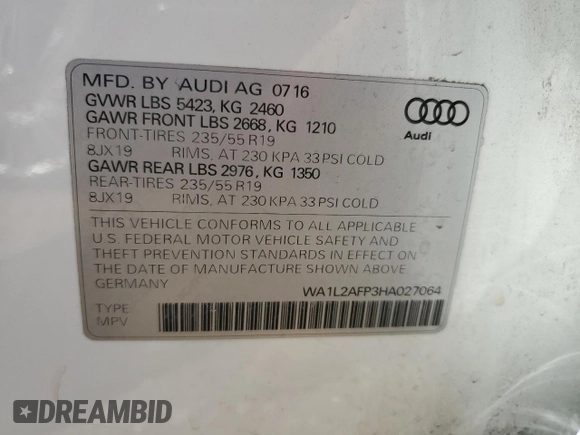 MFD. BY AUDI AG 07 16
GVWR LBS 5423, KG 2460
GAWR FRONT LBS 2668, KG 1210
FRONT-TIRES 235/55 R19
8JX19 RIMS, AT 230 KPA 33 PSI COLD
GAWR REAR LBS 2976, KG 1350
REAR-TIRES 235/55 R19
8JX19 RIMS, AT 230 KPA 33 PSI COLD
Audi
THIS VEHICLE CONFORMS TO ALL APPLICABLE
U.S. FEDERAL MOTOR VEHICLE SAFETY AND
THEFT PREVENTION STANDARDS IN EFFECT ON
THE DATE OF MANUFACTURE SHOWN ABOVE.
GERMANY
WA1L2AFP3HA027064
TYPE:
MPV
DREAMBID